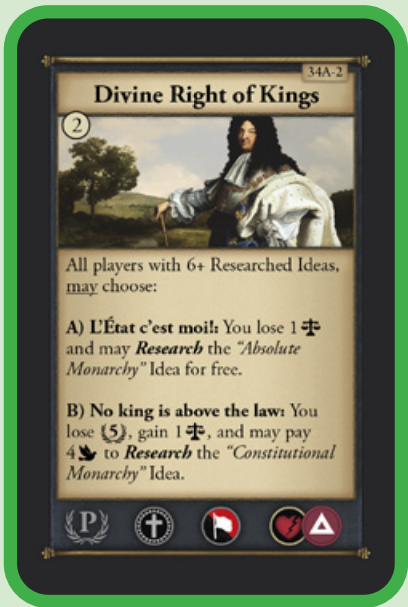 34A-2
Divine Right of Kings
2
All players with 6+ Researched Ideas,
may choose:
A) L'État c'est moi!: You lose 1
and may Research the "Absolute
Monarchy" Idea for free.
B) No king is above the law: You
lose 5, gain 1, and may pay
4 to Research the "Constitutional
Monarchy" Idea.
P